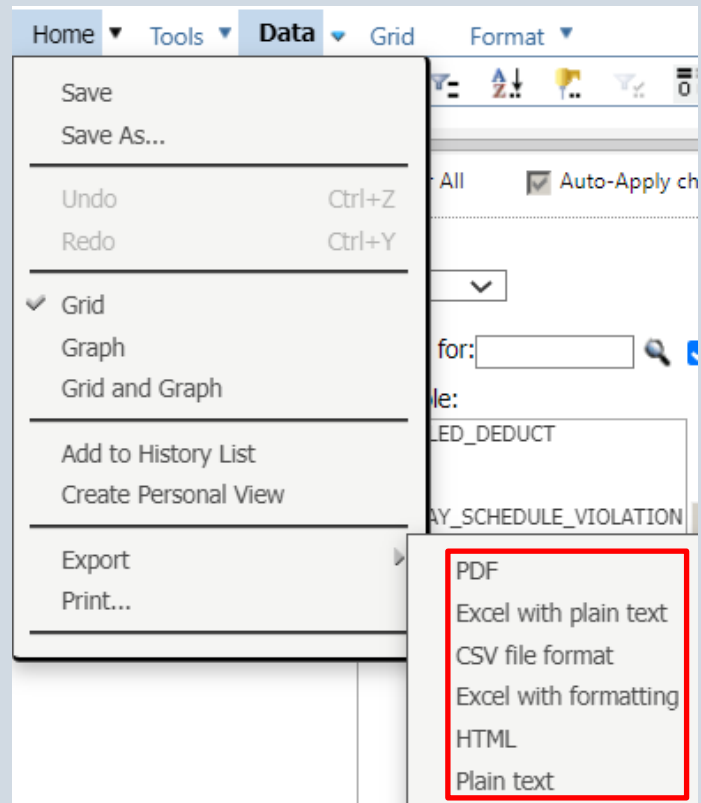 Home Tools Data Grid Format
Save
Save As...
All Auto-Apply ch
Undo Ctrl+Z
Redo Ctrl+Y
Grid
Graph
for:
Grid and Graph
le:
LED_DEDUCT
Add to History List
Create Personal View
AY_SCHEDULE_VIOLATION
Export
Print...
PDF
Excel with plain text
CSV file format
Excel with formatting
HTML
Plain text